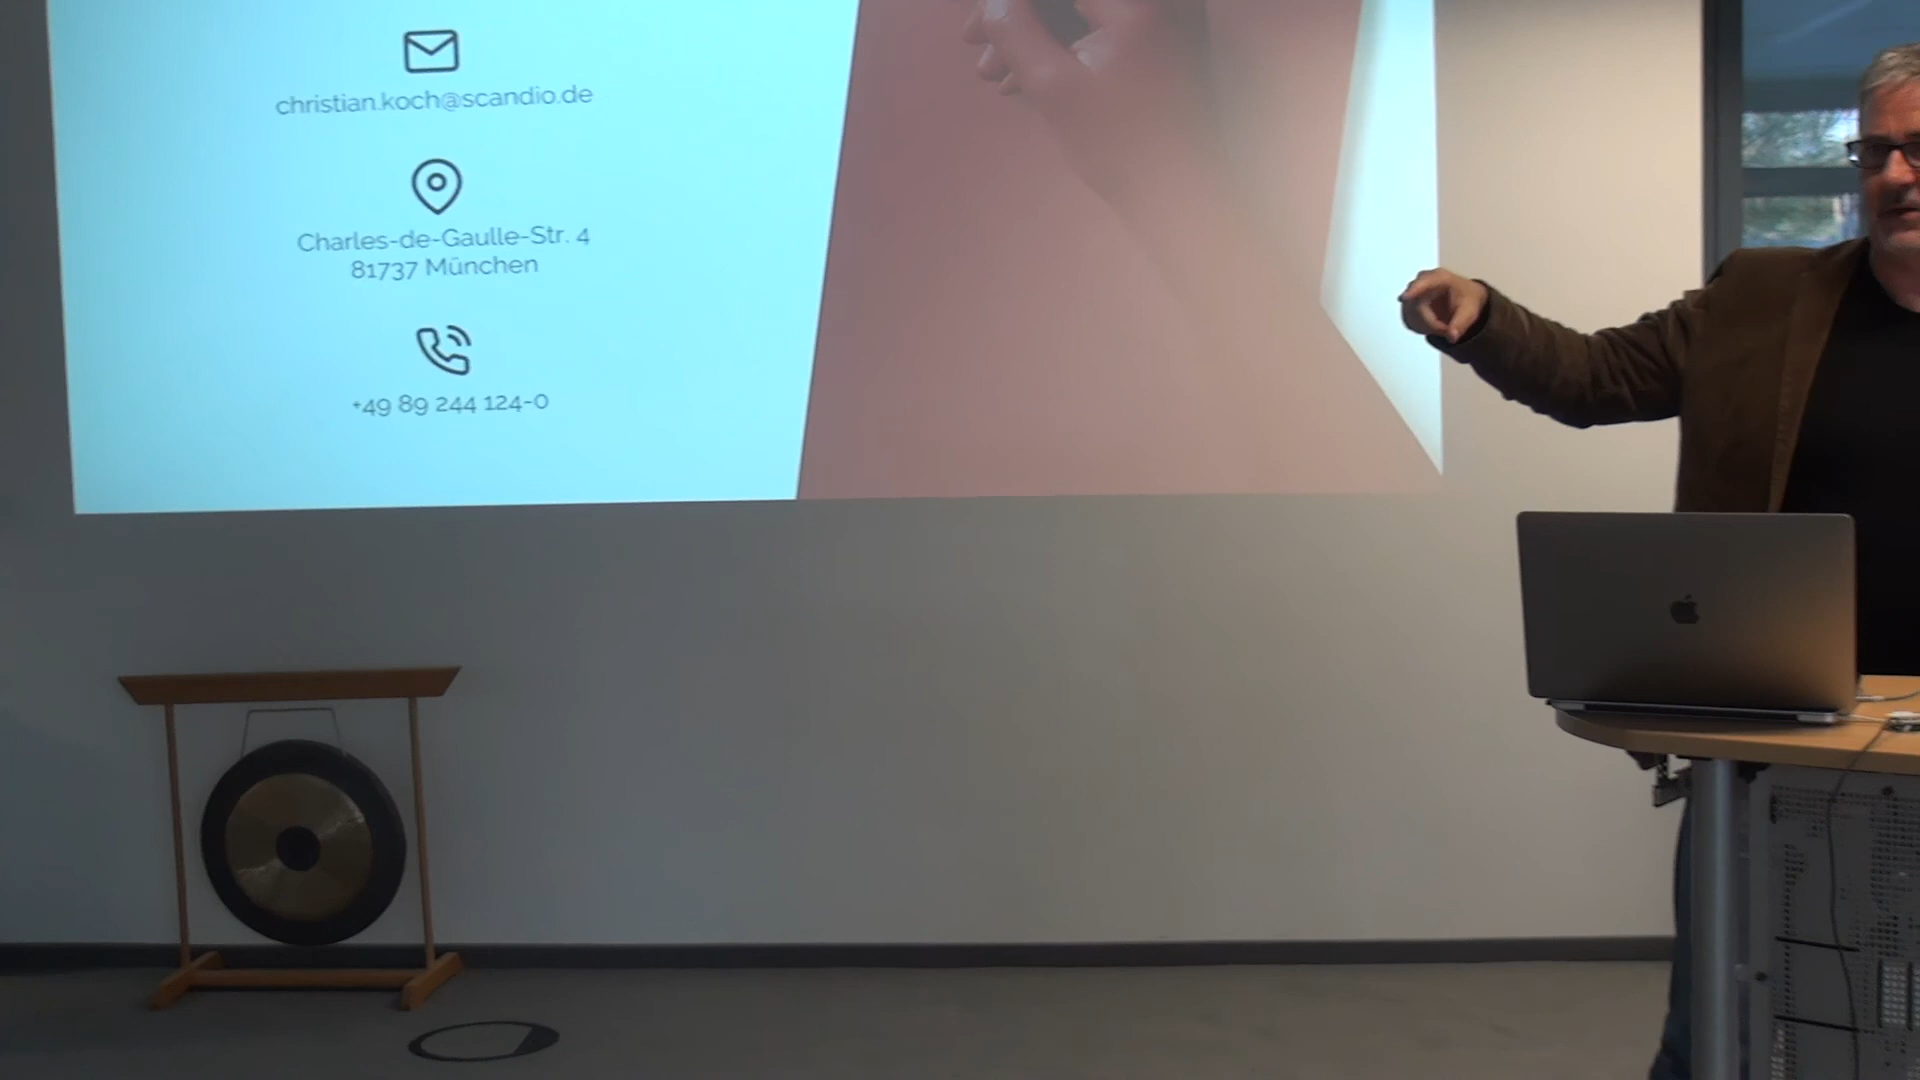 christian.koch@scandio.de
Charles-de-Gaulle-Str. 4
81737 München
+49 89 244 124-0